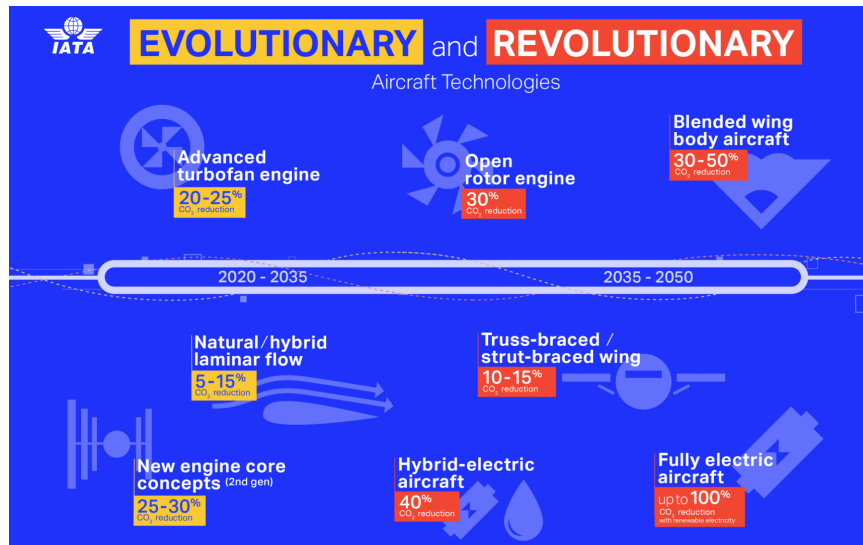 IATA
EVOLUTIONARY and REVOLUTIONARY
Aircraft Technologies
Advanced
turbofan engine
20-25%
CO₂ reduction
Open
rotor engine
30%
CO₂ reduction
Blended wing
body aircraft
30-50%
CO₂ reduction
2020 - 2035
2035 - 2050
Natural/hybrid
laminar flow
5-15%
CO₂ reduction
Truss-braced /
strut-braced wing
10-15%
CO₂ reduction
New engine core
concepts (2nd gen)
25-30%
CO₂ reduction
Hybrid-electric
aircraft
40%
CO₂ reduction
Fully electric
aircraft
up to 100%
CO₂ reduction
with renewable electricity